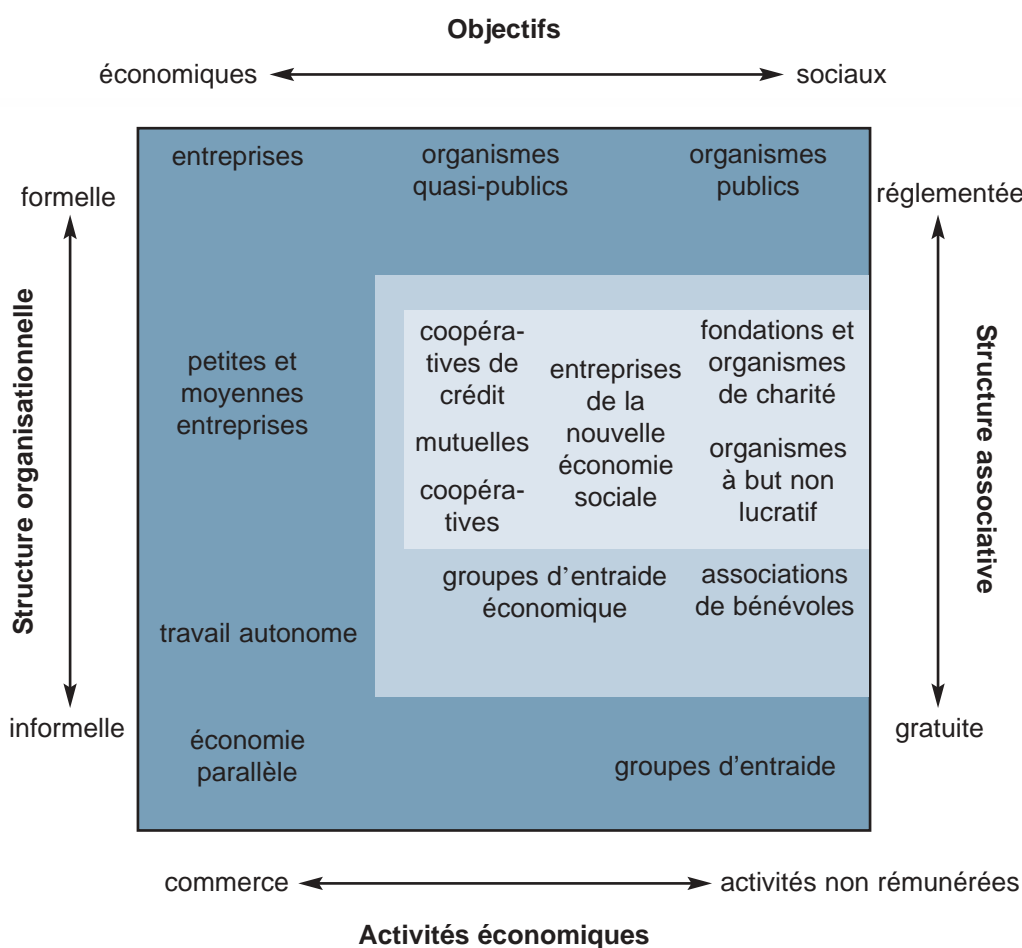 Objectifs
économiques
sociaux
entreprises
organismes
quasi-publics
organismes
publics
formelle
réglementée
Structure organisationnelle
Structure associative
petites et
moyennes
entreprises
coopéra-
tives de
crédit
mutuelles
coopéra-
tives
entreprises
de la
nouvelle
économie
sociale
fondations et
organismes
de charité
organismes
à but non
lucratif
groupes d'entraide
économique
associations
de bénévoles
travail autonome
informelle
gratuite
économie
parallèle
groupes d'entraide
commerce
activités non rémunérées
Activités économiques